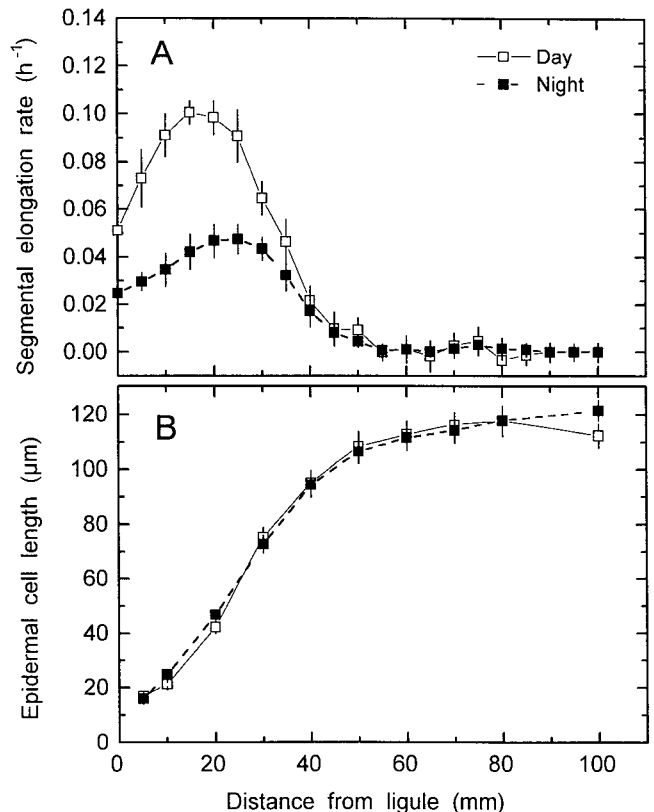 0.14
0.12
0.10
0.08
0.06
0.04
0.02
0.00
Segmental elongation rate (h⁻¹)
A
Day
Night
120
100
80
60
40
20
0
Epidermal cell length (µm)
B
0 20 40 60 80 100
Distance from ligule (mm)